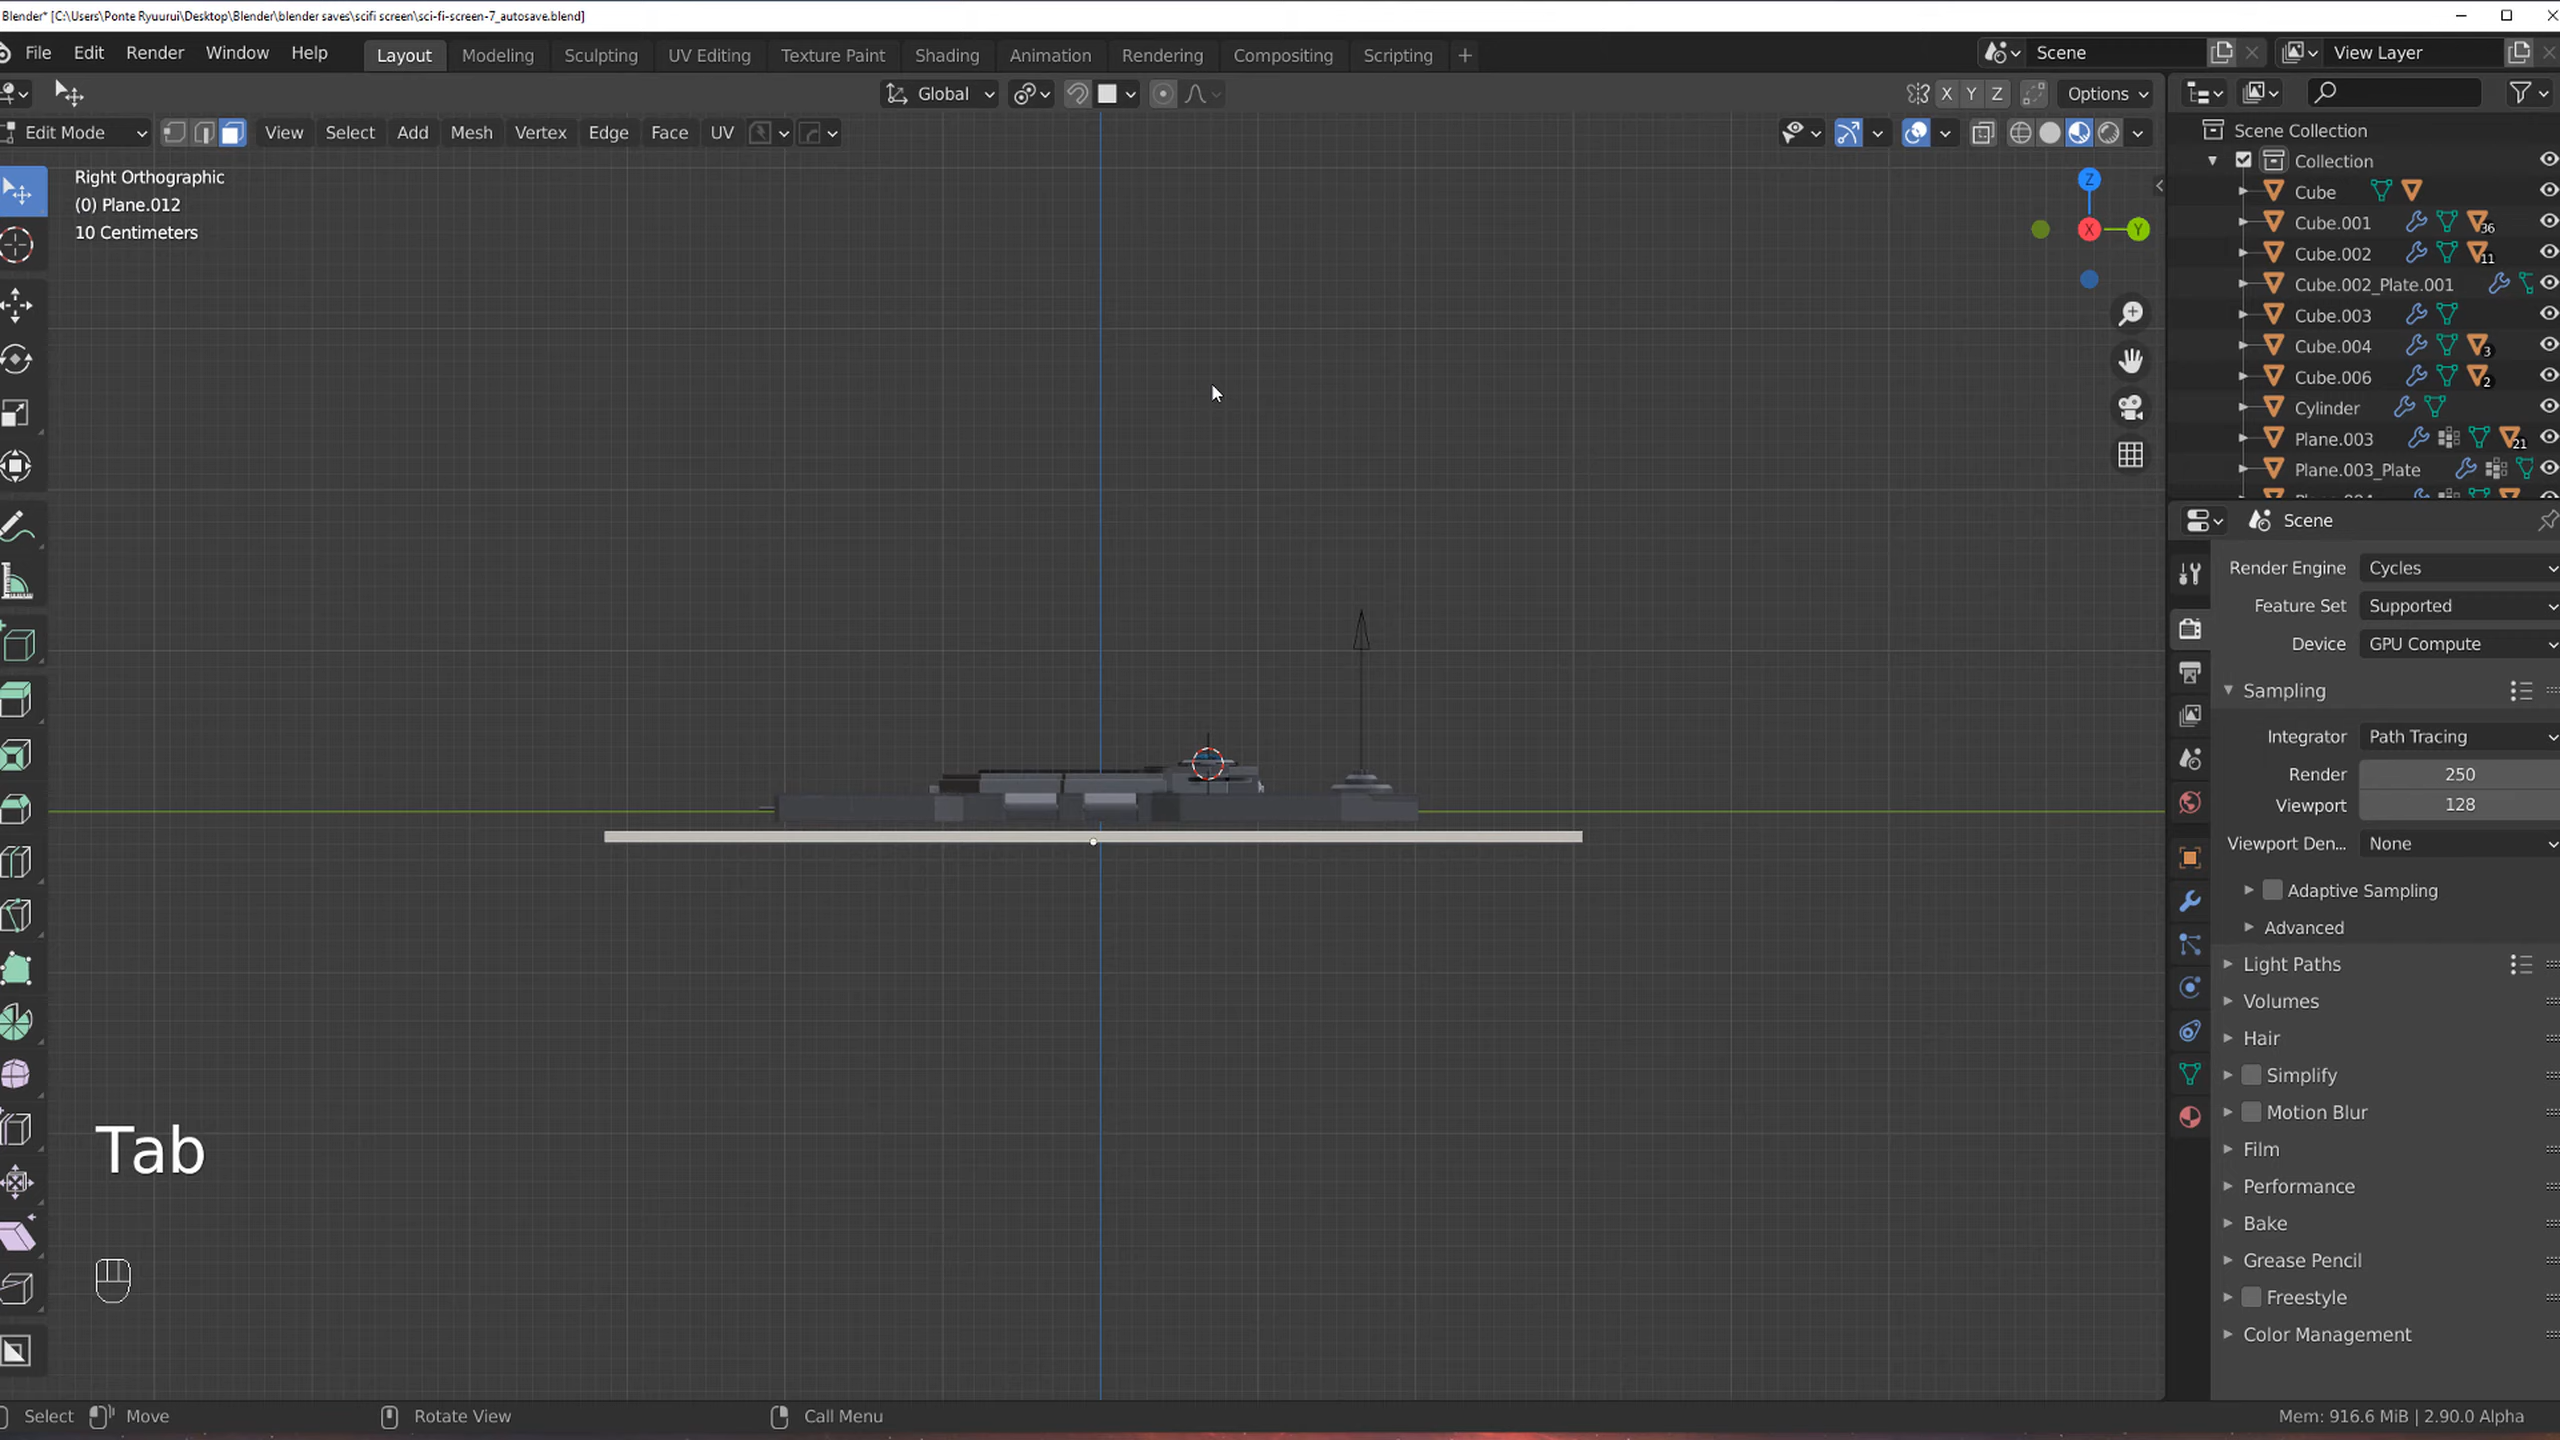 Blender* [C:\Users\Ponte Ryuurui\Desktop\Blender\blender saves\scifi screen\sci-fi-screen-7_autosave.blend]
File Edit Render Window Help Layout Modeling Sculpting UV Editing Texture Paint Shading Animation Rendering Compositing Scripting + Scene View Layer
Global X Y Z Options
Edit Mode View Select Add Mesh Vertex Edge Face UV
Right Orthographic
(0) Plane.012
10 Centimeters
Z
X Y
Scene Collection
Collection
Cube
Cube.001 36
Cube.002 11
Cube.002_Plate.001
Cube.003
Cube.004 3
Cube.006 2
Cylinder
Plane.003 21
Plane.003_Plate
Scene
Render Engine Cycles
Feature Set Supported
Device GPU Compute
Sampling
Integrator Path Tracing
Render 250
Viewport 128
Viewport Den... None
Adaptive Sampling
Advanced
Light Paths
Volumes
Hair
Simplify
Motion Blur
Film
Performance
Bake
Grease Pencil
Freestyle
Color Management
Tab
Select Move Rotate View Call Menu Mem: 916.6 MiB | 2.90.0 Alpha